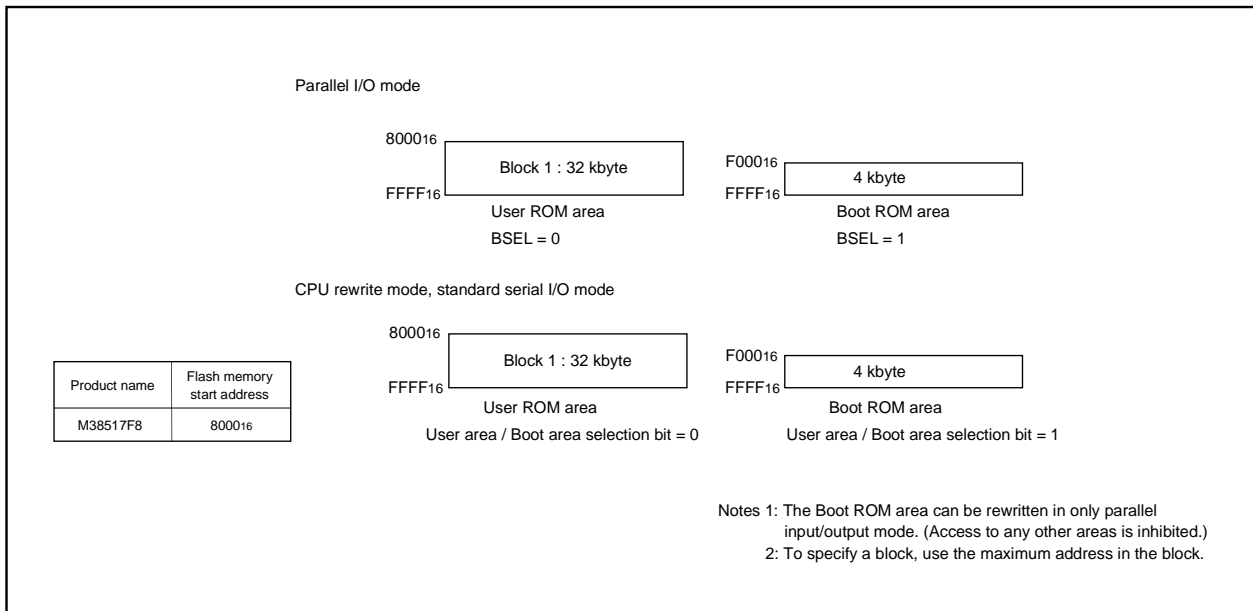 Parallel I/O mode
800016
Block 1 : 32 kbyte
FFFF16
User ROM area
BSEL = 0
F00016
4 kbyte
FFFF16
Boot ROM area
BSEL = 1
CPU rewrite mode, standard serial I/O mode
800016
Block 1 : 32 kbyte
FFFF16
User ROM area
User area / Boot area selection bit = 0
F00016
4 kbyte
FFFF16
Boot ROM area
User area / Boot area selection bit = 1
Product name
Flash memory
start address
M38517F8
800016
Notes 1: The Boot ROM area can be rewritten in only parallel
input/output mode. (Access to any other areas is inhibited.)
2: To specify a block, use the maximum address in the block.